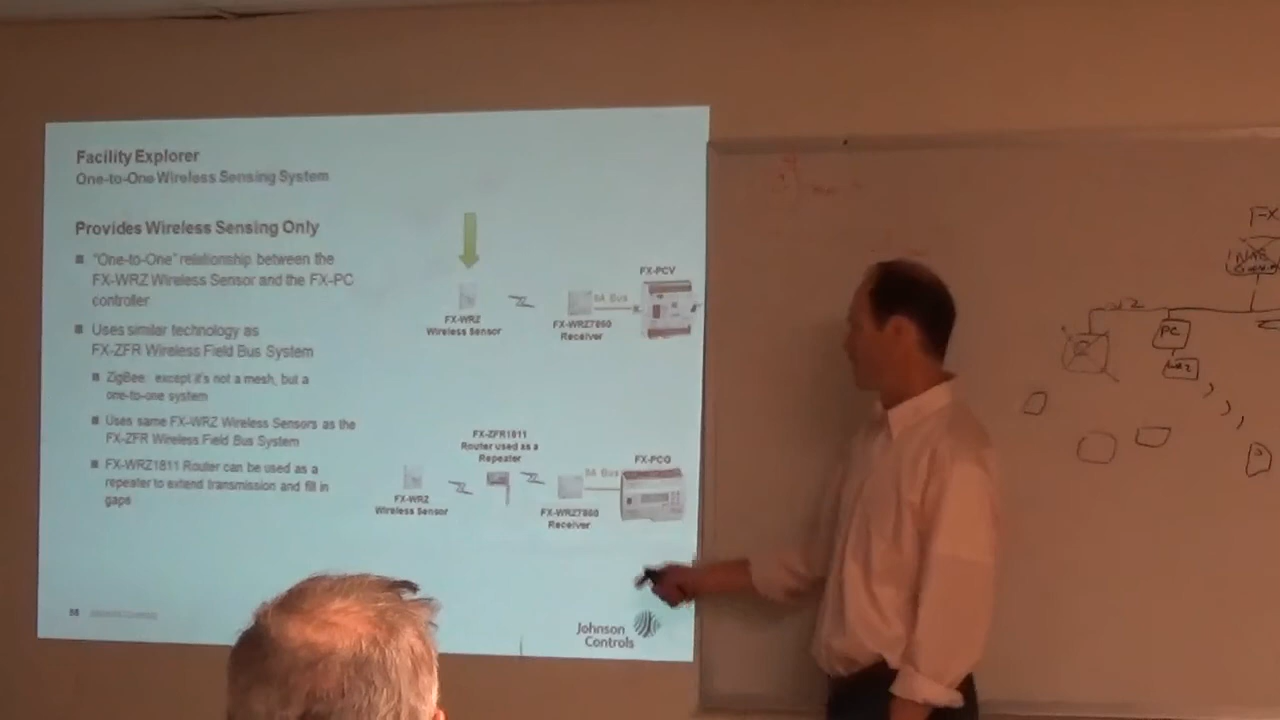 Facility Explorer
One-to-One Wireless Sensing System
Provides Wireless Sensing Only
"One-to-One" relationship between the
FX-WRZ Wireless Sensor and the FX-PC
controller
Uses similar technology as
FX-ZFR Wireless Field Bus System
ZigBee: except it's not a mesh, but a
one-to-one system
Uses same FX-WRZ Wireless Sensors as the
FX-ZFR Wireless Field Bus System
FX-WRZ1811 Router can be used as a
repeater to extend transmission and fill in
gaps
FX-PCV
SA Bus
FX-WRZ
Wireless Sensor
FX-WRZ7860
Receiver
FX-ZFR1811
Router used as a
Repeater
FX-PCG
SA Bus
FX-WRZ
Wireless Sensor
FX-WRZ7860
Receiver
Johnson
Controls
FX
PC